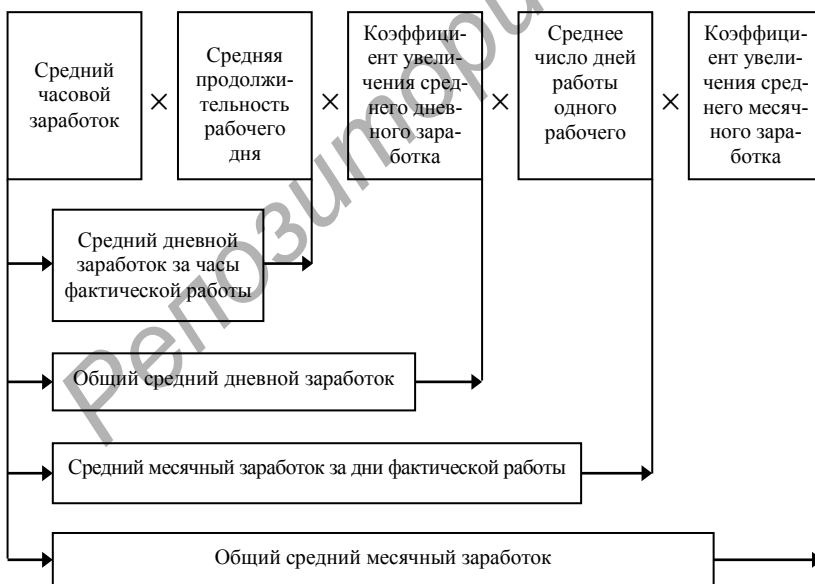 Средний
часовой
заработок
×
Средняя
продолжи-
тельность
рабочего
дня
×
Коэффици-
ент увели-
чения сред-
него днев-
ного зара-
ботка
×
Среднее
число дней
работы
одного
рабочего
×
Коэффици-
ент увели-
чения сред-
него месяч-
ного зара-
ботка
Средний дневной
заработок за часы
фактической работы
Общий средний дневной заработок
Средний месячный заработок за дни фактической работы
Общий средний месячный заработок